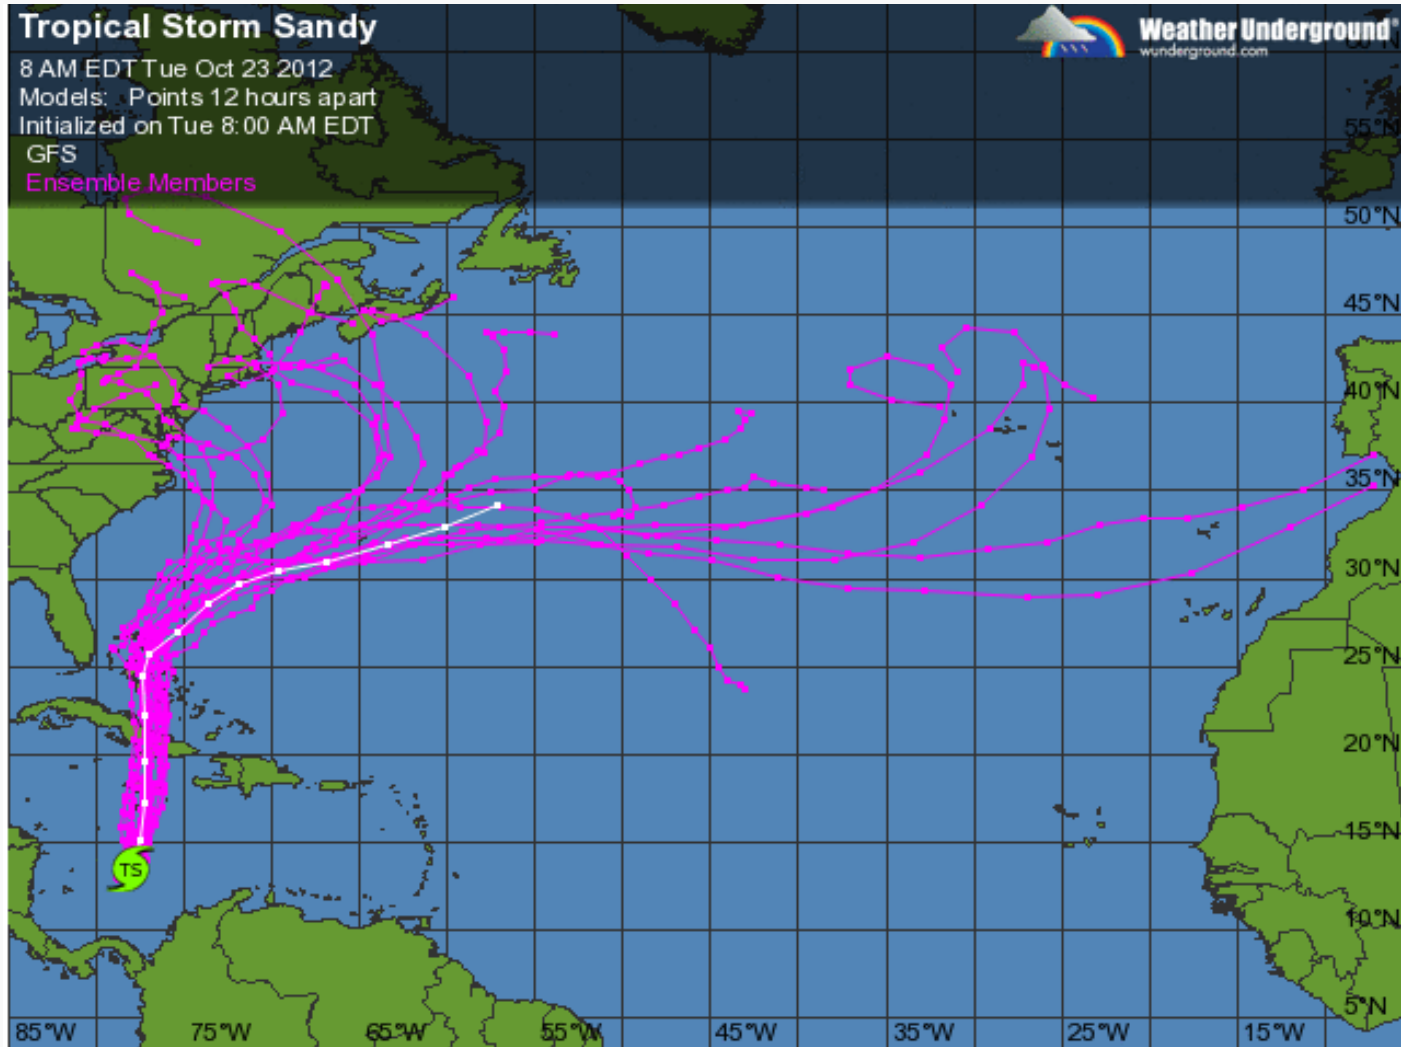 Tropical Storm Sandy
8 AM EDT Tue Oct 23 2012
Models: Points 12 hours apart
Initialized on Tue 8:00 AM EDT
GFS
Ensemble Members
Weather Underground®
wunderground.com
60°N
55°N
50°N
45°N
40°N
35°N
30°N
25°N
20°N
15°N
10°N
5°N
TS
85°W 75°W 65°W 55°W 45°W 35°W 25°W 15°W